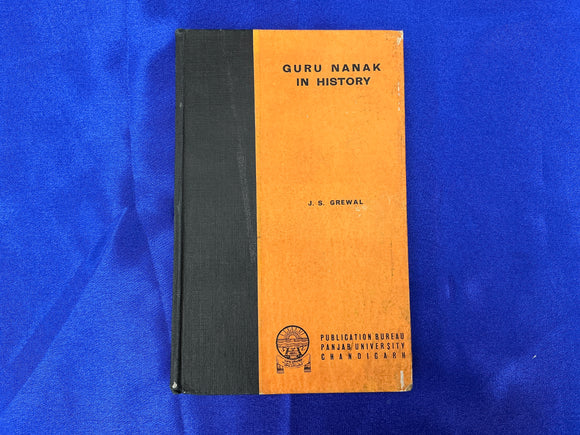 GURU NANAK
IN HISTORY
J. S. GREWAL
PUBLICATION BUREAU
PANJAB UNIVERSITY
CHANDIGARH